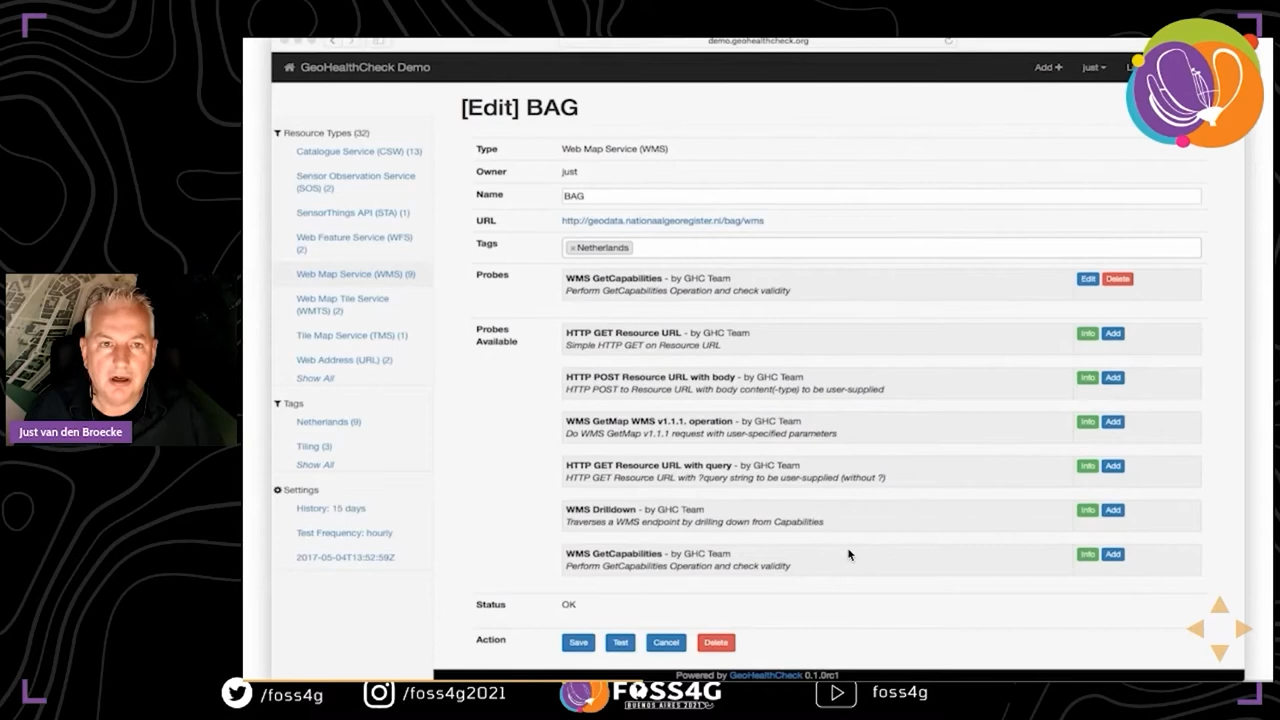 demo.geohealthcheck.org
GeoHealthCheck Demo
Add +
just
[Edit] BAG
Resource Types (32)
Catalogue Service (CSW) (13)
Sensor Observation Service
(SOS) (2)
SensorThings API (STA) (1)
Web Feature Service (WFS)
(2)
Web Map Service (WMS) (9)
Web Map Tile Service
(WMTS) (2)
Tile Map Service (TMS) (1)
Web Address (URL) (2)
Show All
Tags
Netherlands (9)
Tiling (3)
Show All
Settings
History: 15 days
Test Frequency: hourly
2017-05-04T13:52:59Z
Type Web Map Service (WMS)
Owner just
Name BAG
URL http://geodata.nationaalgeoregister.nl/bag/wms
Tags ×Netherlands
Probes WMS GetCapabilities - by GHC Team Edit Delete
Perform GetCapabilities Operation and check validity
Probes
Available
HTTP GET Resource URL - by GHC Team Info Add
Simple HTTP GET on Resource URL
HTTP POST Resource URL with body - by GHC Team Info Add
HTTP POST to Resource URL with body content(-type) to be user-supplied
WMS GetMap WMS v1.1.1. operation - by GHC Team Info Add
Do WMS GetMap v1.1.1 request with user-specified parameters
HTTP GET Resource URL with query - by GHC Team Info Add
HTTP GET Resource URL with ?query string to be user-supplied (without ?)
WMS Drilldown - by GHC Team Info Add
Traverses a WMS endpoint by drilling down from Capabilities
WMS GetCapabilities - by GHC Team Info Add
Perform GetCapabilities Operation and check validity
Status OK
Action Save Test Cancel Delete
Powered by GeoHealthCheck 0.1.0rc1
Just van den Broecke
/foss4g
/foss4g2021
FOSS4G
BUENOS AIRES 2021
foss4g